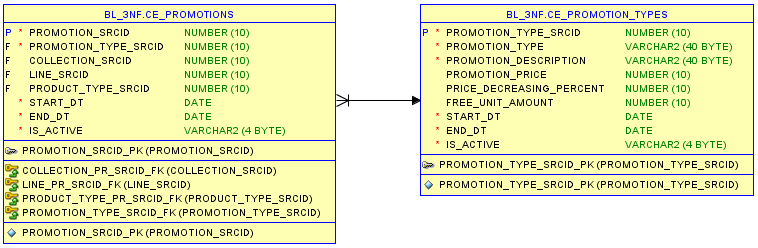 BL_3NF.CE_PROMOTIONS
P * PROMOTION_SRCID NUMBER (10)
F * PROMOTION_TYPE_SRCID NUMBER (10)
F COLLECTION_SRCID NUMBER (10)
F LINE_SRCID NUMBER (10)
F PRODUCT_TYPE_SRCID NUMBER (10)
* START_DT DATE
* END_DT DATE
* IS_ACTIVE VARCHAR2 (4 BYTE)
PROMOTION_SRCID_PK (PROMOTION_SRCID)
COLLECTION_PR_SRCID_FK (COLLECTION_SRCID)
LINE_PR_SRCID_FK (LINE_SRCID)
PRODUCT_TYPE_PR_SRCID_FK (PRODUCT_TYPE_SRCID)
PROMOTION_TYPE_SRCID_FK (PROMOTION_TYPE_SRCID)
PROMOTION_SRCID_PK (PROMOTION_SRCID)
BL_3NF.CE_PROMOTION_TYPES
P * PROMOTION_TYPE_SRCID NUMBER (10)
* PROMOTION_TYPE VARCHAR2 (40 BYTE)
* PROMOTION_DESCRIPTION VARCHAR2 (40 BYTE)
PROMOTION_PRICE NUMBER (10)
PRICE_DECREASING_PERCENT NUMBER (10)
FREE_UNIT_AMOUNT NUMBER (10)
* START_DT DATE
* END_DT DATE
* IS_ACTIVE VARCHAR2 (4 BYTE)
PROMOTION_TYPE_SRCID_PK (PROMOTION_TYPE_SRCID)
PROMOTION_TYPE_SRCID_PK (PROMOTION_TYPE_SRCID)